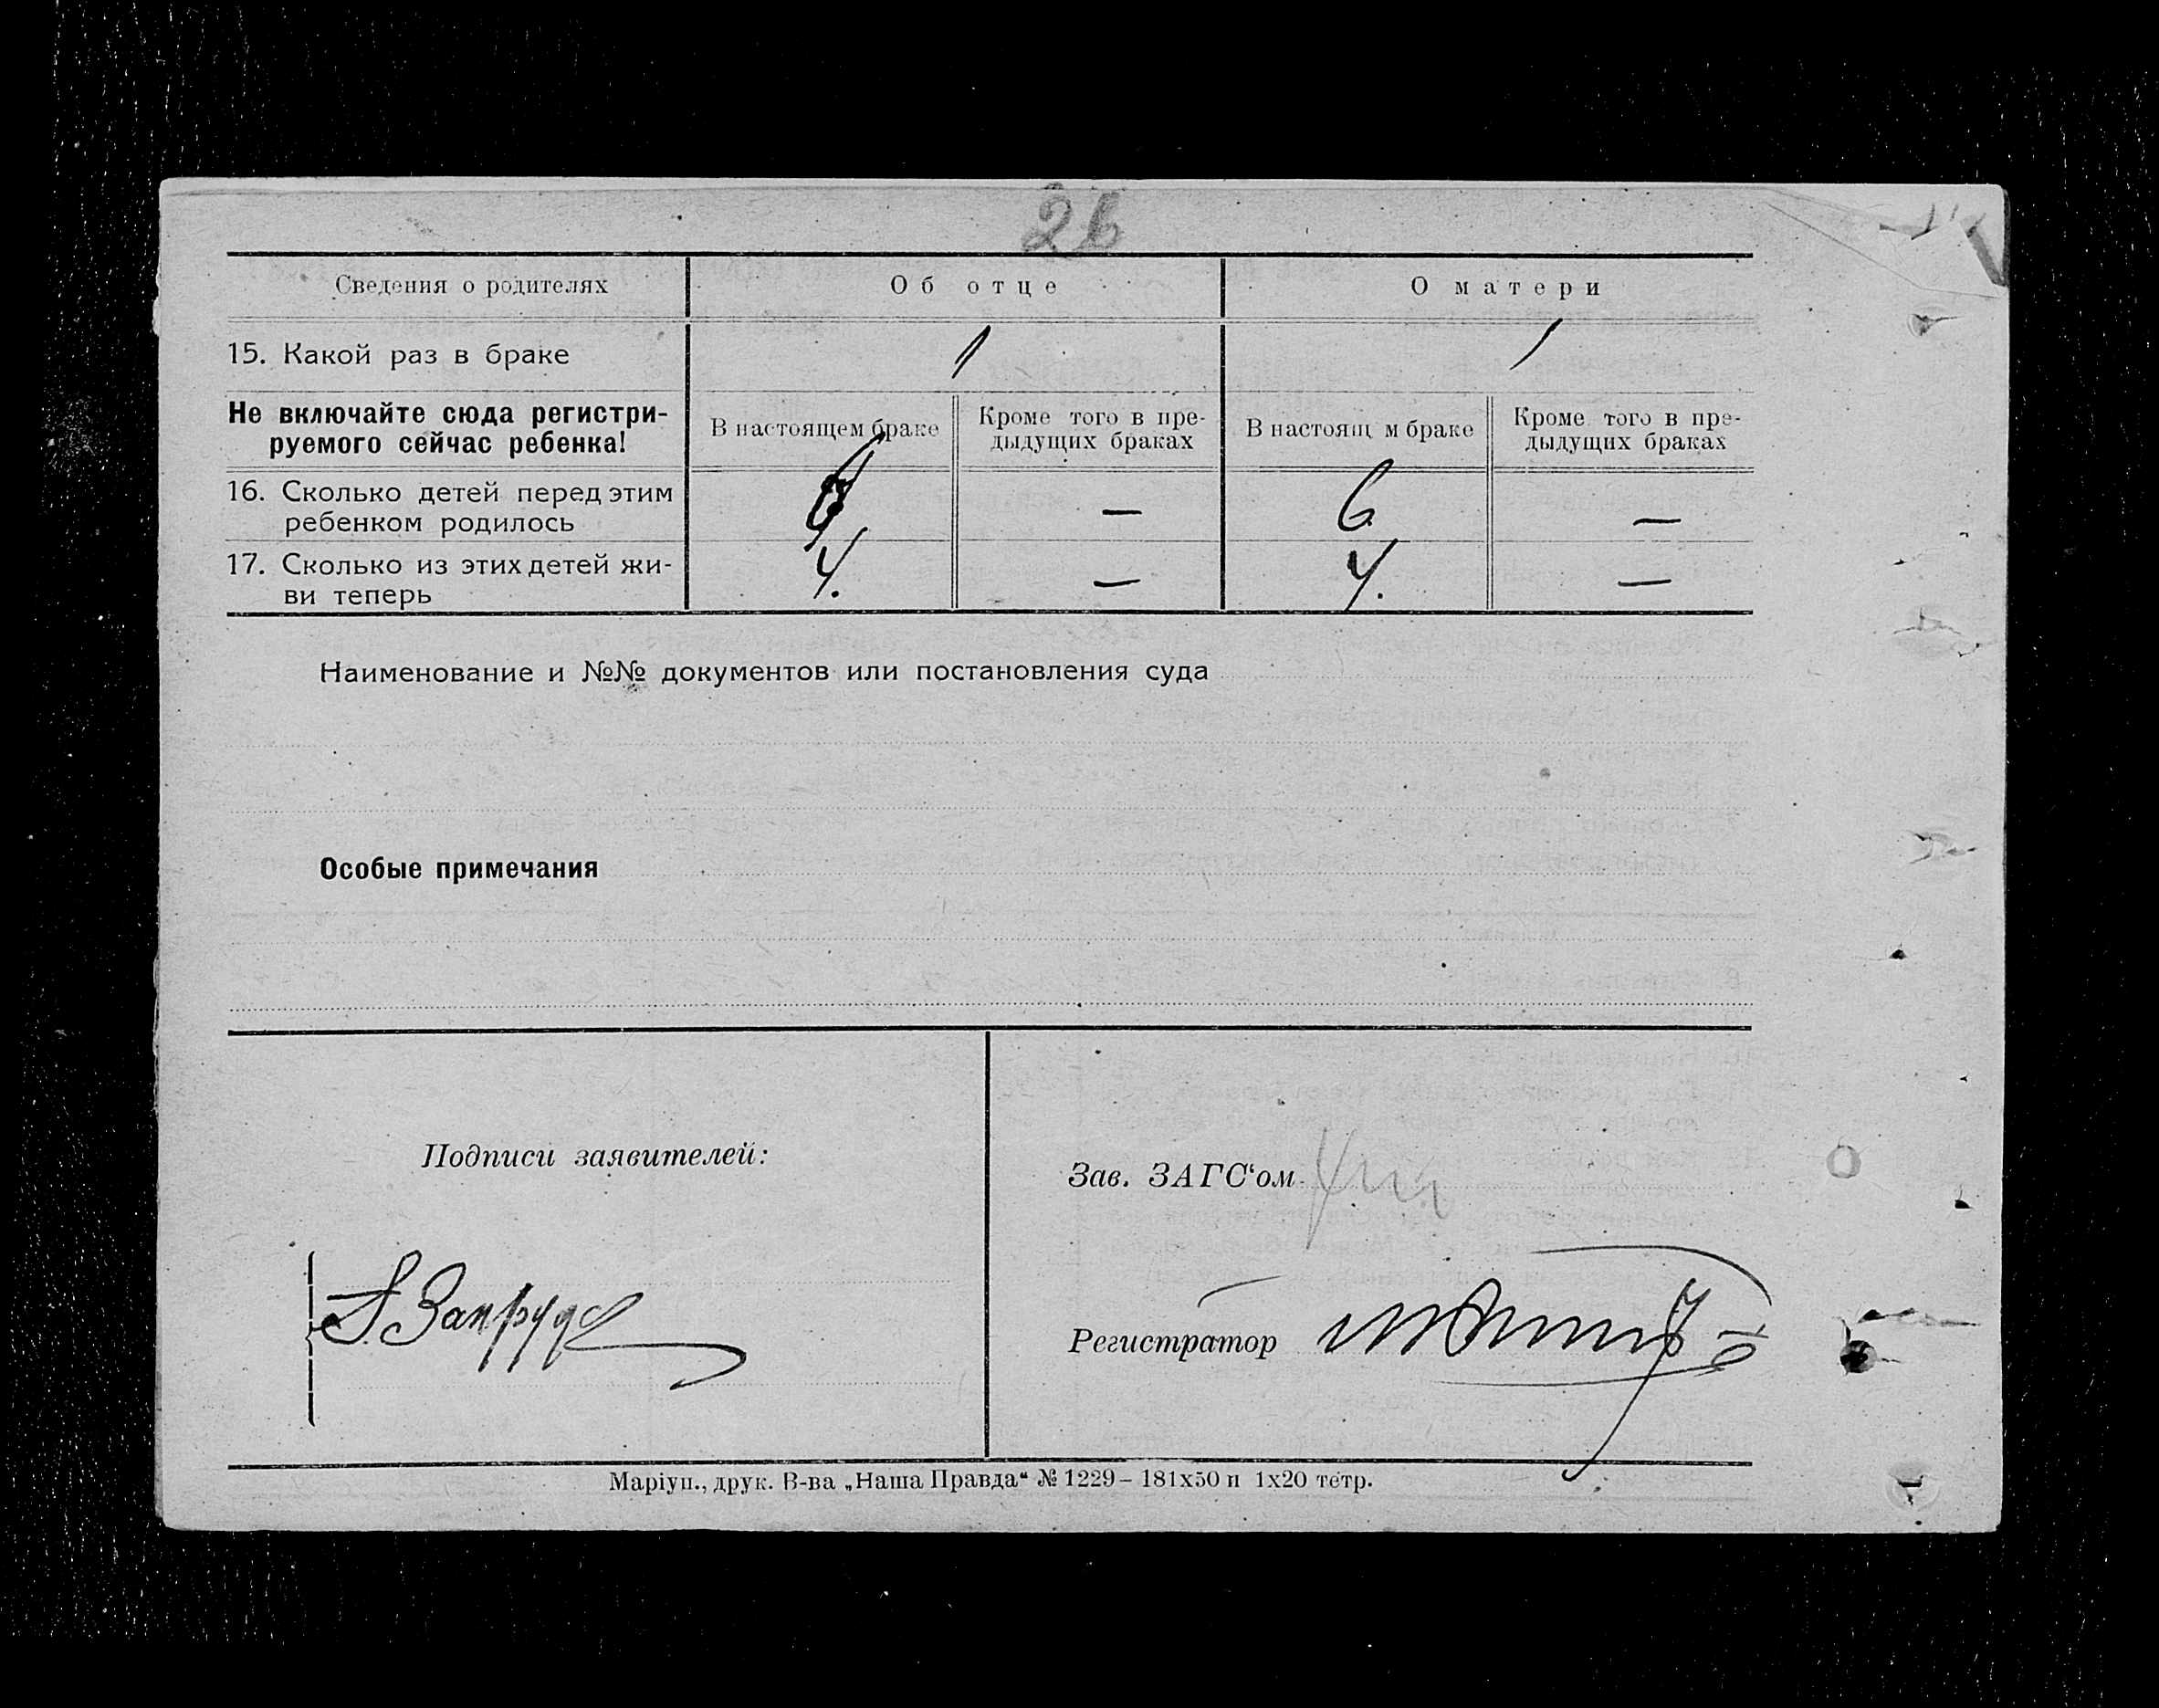 26
Сведения о родителях Об отце О матери
15. Какой раз в браке 1 1
Не включайте сюда регистри-
руемого сейчас ребенка!
В настоящем браке
Кроме того в пре-
дыдущих браках
В настоящ м браке
Кроме того в пре-
дыдущих браках
16. Сколько детей перед этим
ребенком родилось
6 — 6 —
17. Сколько из этих детей жи-
ви теперь
4. — 4. —
Наименование и №№ документов или постановления суда
Особые примечания
Подписи заявителей:
Зав. ЗАГС‘ом
Регистратор
Маріуп., друк. В-ва „Наша Правда“ № 1229 – 181х50 п 1х20 тетр.